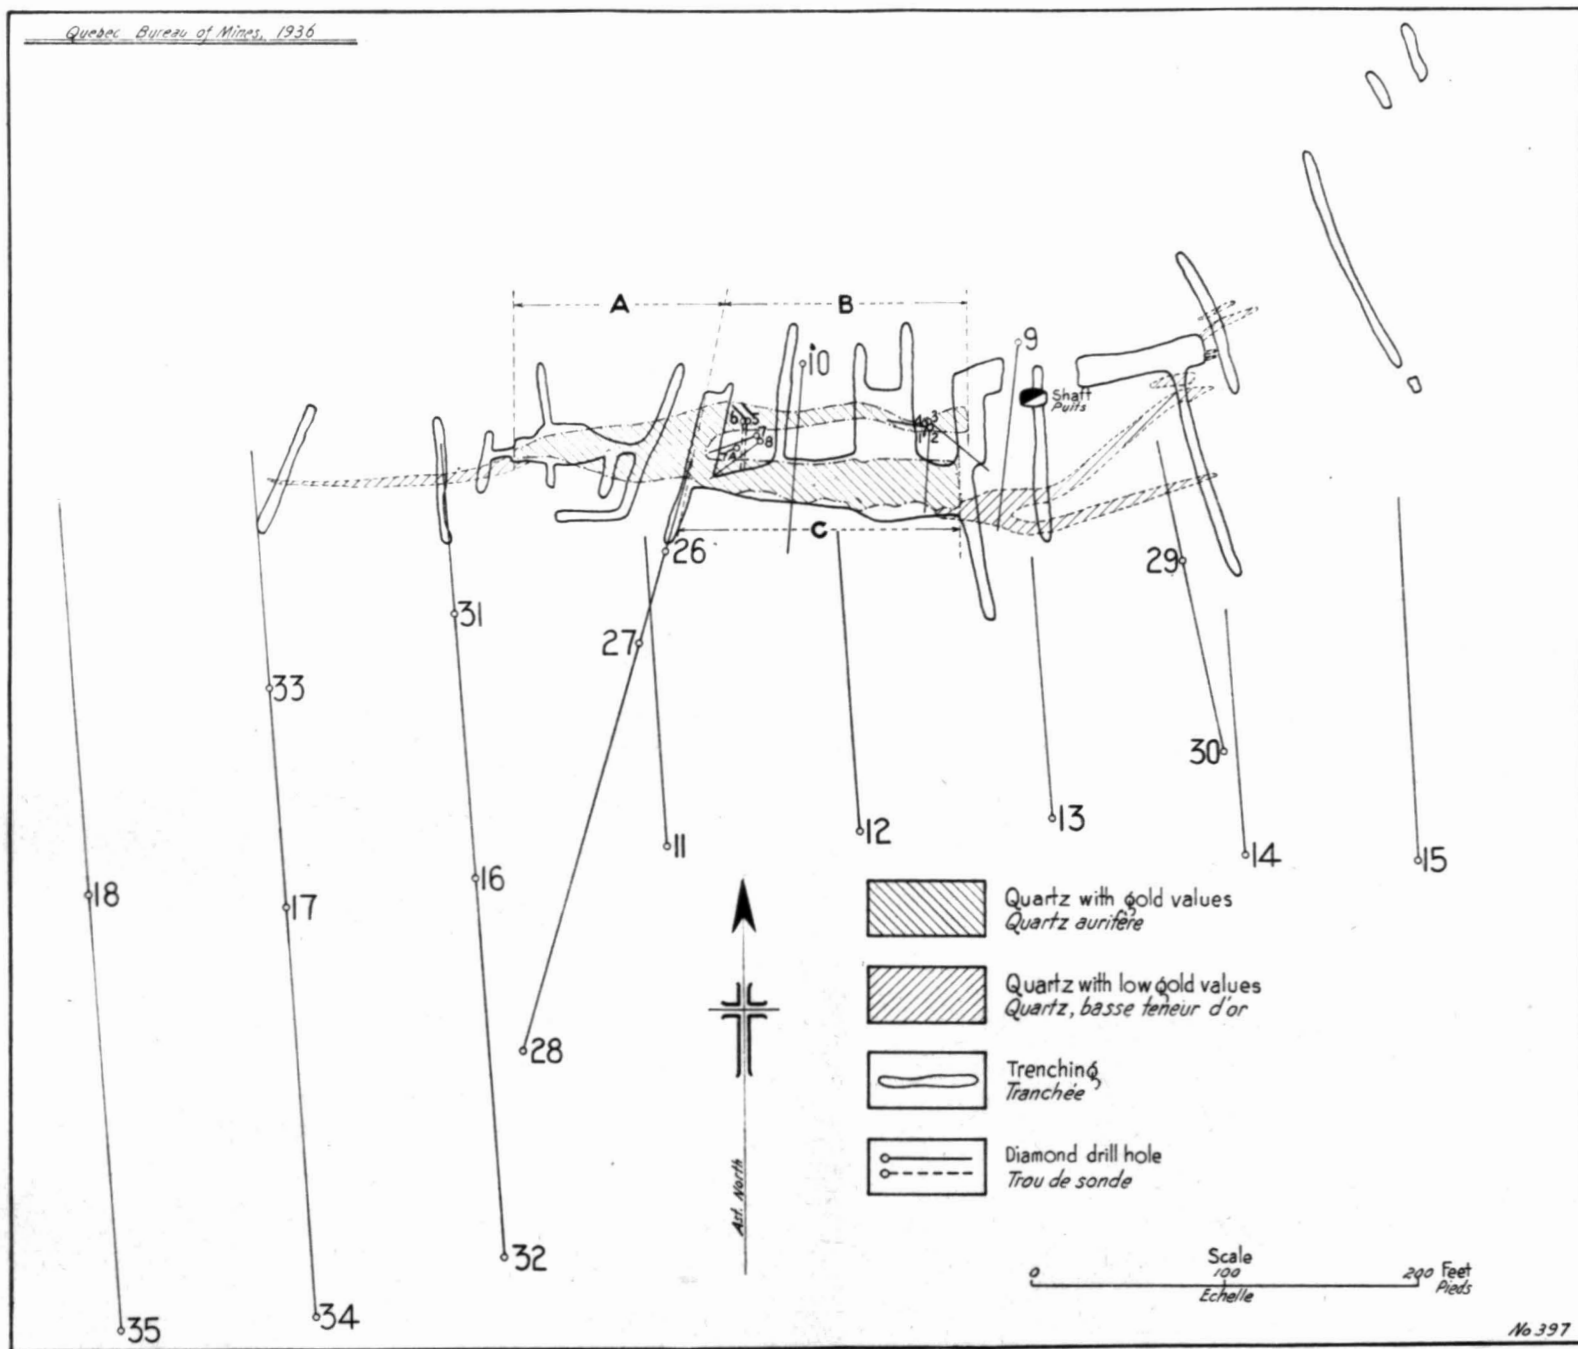 Quebec Bureau of Mines, 1936
A
B
10
9
Shaft
Puits
6
5
7
8
4
3
1
2
C
26
29
31
27
33
30
13
12
11
14
15
16
18
17
Quartz with gold values
Quartz aurifère
Quartz with low gold values
Quartz, basse teneur d'or
28
Trenching
Tranchée
Diamond drill hole
Trou de sonde
Ast. North
32
Scale
0 100 200 Feet
Echelle Pieds
34
35
No 397